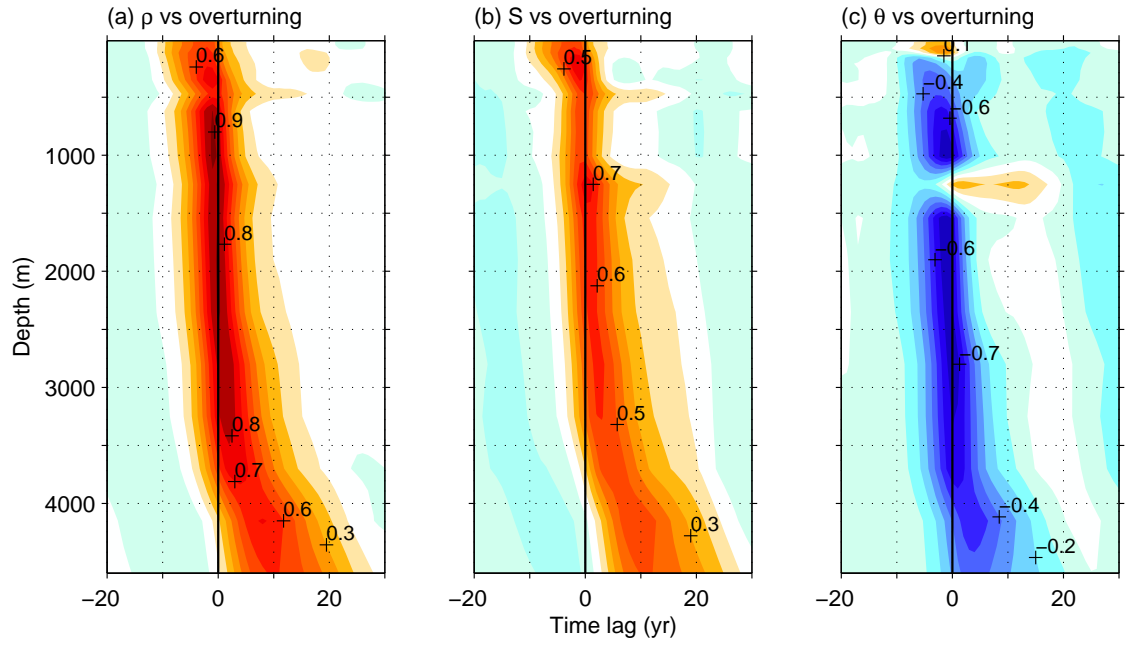 (a) ρ vs overturning
(b) S vs overturning
(c) θ vs overturning
0.6
0.9
0.8
0.8
0.7
0.6
0.3
0.5
0.7
0.6
0.5
0.3
0.1
−0.4
−0.6
−0.6
−0.7
−0.4
−0.2
1000
2000
3000
4000
Depth (m)
−20 0 20
−20 0 20
−20 0 20
Time lag (yr)